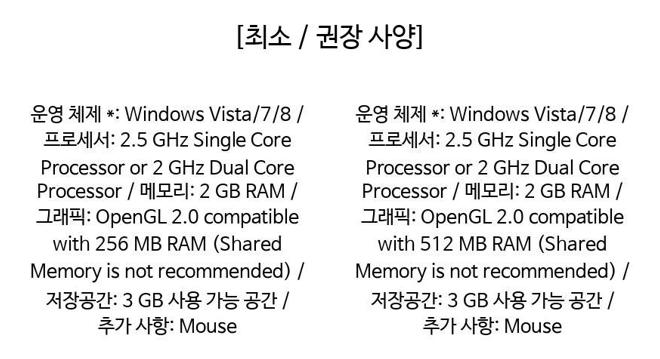 [최소 / 권장 사양]
운영 체제 *: Windows Vista/7/8 /
프로세서: 2.5 GHz Single Core
Processor or 2 GHz Dual Core
Processor / 메모리: 2 GB RAM /
그래픽: OpenGL 2.0 compatible
with 256 MB RAM (Shared
Memory is not recommended) /
저장공간: 3 GB 사용 가능 공간 /
추가 사항: Mouse
운영 체제 *: Windows Vista/7/8 /
프로세서: 2.5 GHz Single Core
Processor or 2 GHz Dual Core
Processor / 메모리: 2 GB RAM /
그래픽: OpenGL 2.0 compatible
with 512 MB RAM (Shared
Memory is not recommended) /
저장공간: 3 GB 사용 가능 공간 /
추가 사항: Mouse